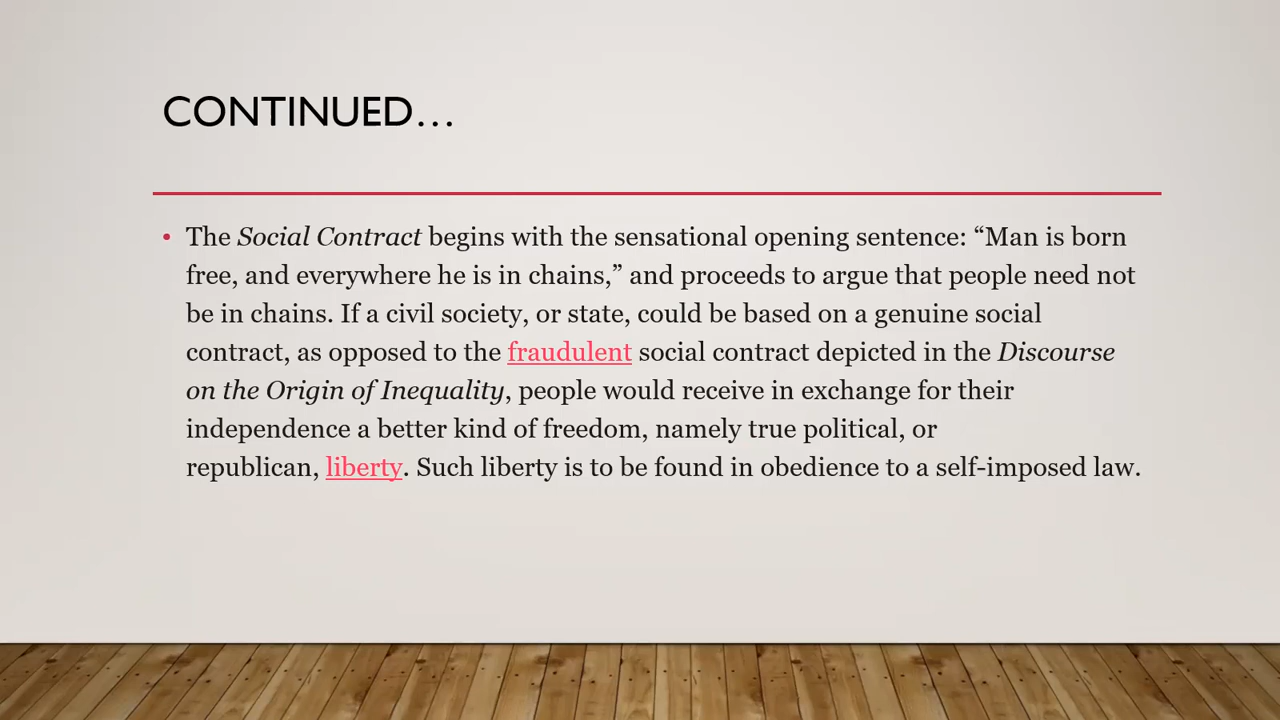 CONTINUED…
• The Social Contract begins with the sensational opening sentence: “Man is born
free, and everywhere he is in chains,” and proceeds to argue that people need not
be in chains. If a civil society, or state, could be based on a genuine social
contract, as opposed to the fraudulent social contract depicted in the Discourse
on the Origin of Inequality, people would receive in exchange for their
independence a better kind of freedom, namely true political, or
republican, liberty. Such liberty is to be found in obedience to a self-imposed law.